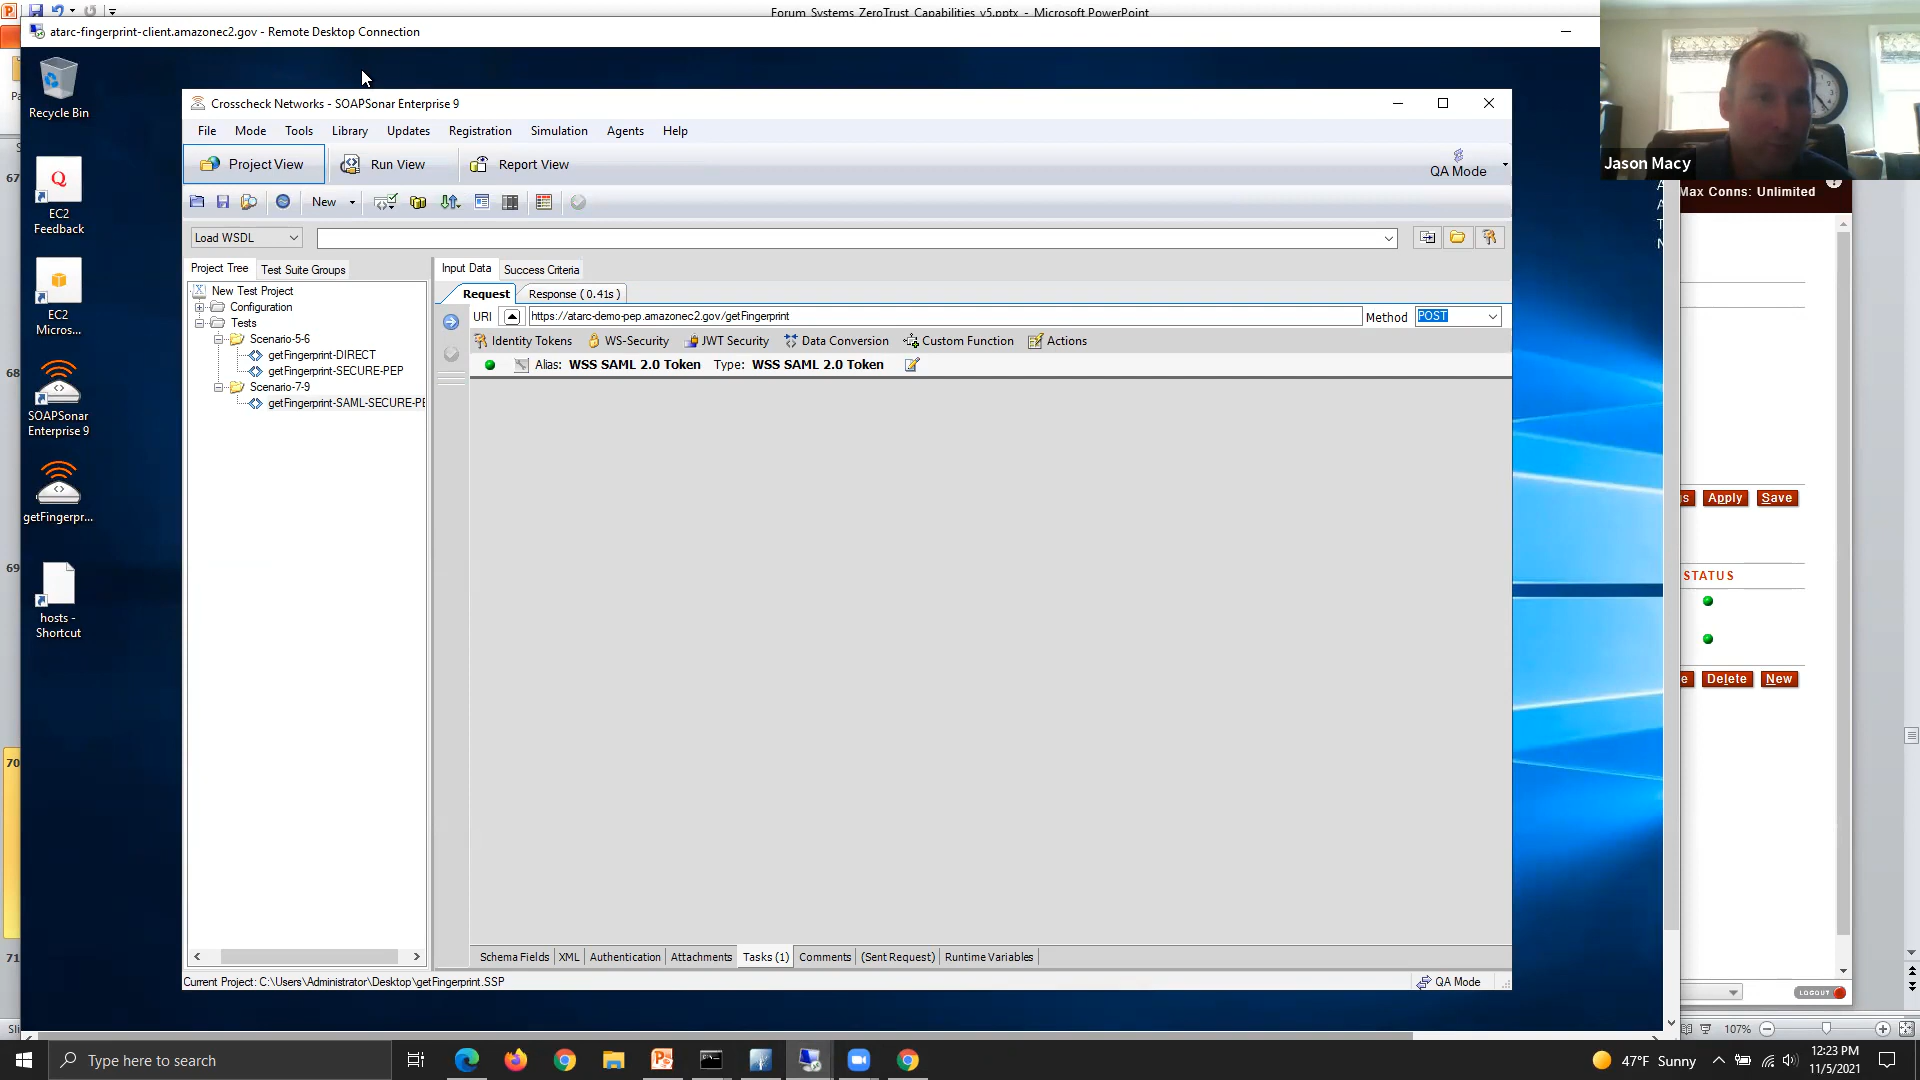 Forum_Systems_ZeroTrust_Capabilities_v5.pptx - Microsoft PowerPoint
atarc-fingerprint-client.amazonec2.gov - Remote Desktop Connection
Recycle Bin
EC2
Feedback
EC2
Micros...
SOAPSonar
Enterprise 9
getFingerpr...
hosts -
Shortcut
Crosscheck Networks - SOAPSonar Enterprise 9
File Mode Tools Library Updates Registration Simulation Agents Help
Project View Run View Report View QA Mode
New
Load WSDL
Project Tree Test Suite Groups
New Test Project
Configuration
Tests
Scenario-5-6
getFingerprint-DIRECT
getFingerprint-SECURE-PEP
Scenario-7-9
getFingerprint-SAML-SECURE-PE
Input Data Success Criteria
Request Response ( 0.41s )
URI https://atarc-demo-pep.amazonec2.gov/getFingerprint Method POST
Identity Tokens WS-Security JWT Security Data Conversion Custom Function Actions
Alias: WSS SAML 2.0 Token Type: WSS SAML 2.0 Token
Schema Fields XML Authentication Attachments Tasks (1) Comments (Sent Request) Runtime Variables
Current Project: C:\Users\Administrator\Desktop\getFingerprint.SSP QA Mode
Jason Macy
Max Conns: Unlimited
Apply Save
STATUS
Delete New
LOGOUT
67
68
69
70
71
107%
Type here to search
47°F Sunny
12:23 PM
11/5/2021